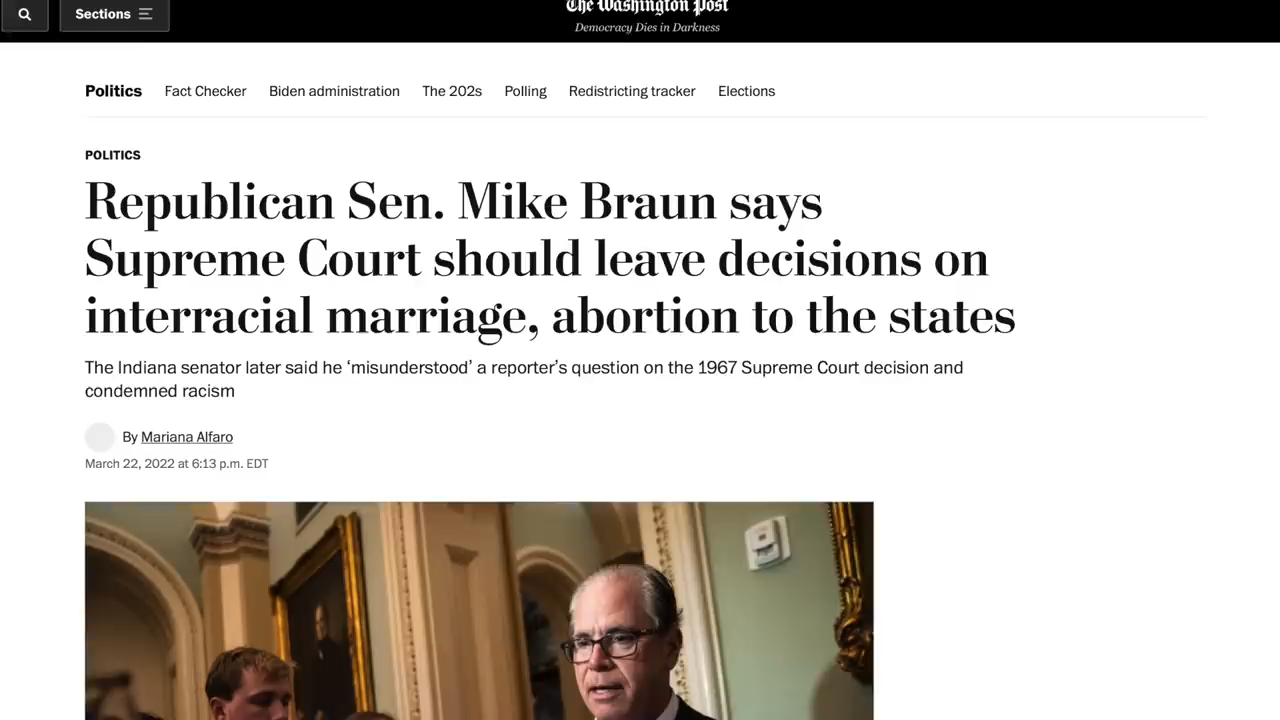 Sections
The Washington Post
Democracy Dies in Darkness
Politics Fact Checker Biden administration The 202s Polling Redistricting tracker Elections
POLITICS
Republican Sen. Mike Braun says
Supreme Court should leave decisions on
interracial marriage, abortion to the states
The Indiana senator later said he ‘misunderstood’ a reporter’s question on the 1967 Supreme Court decision and
condemned racism
By Mariana Alfaro
March 22, 2022 at 6:13 p.m. EDT